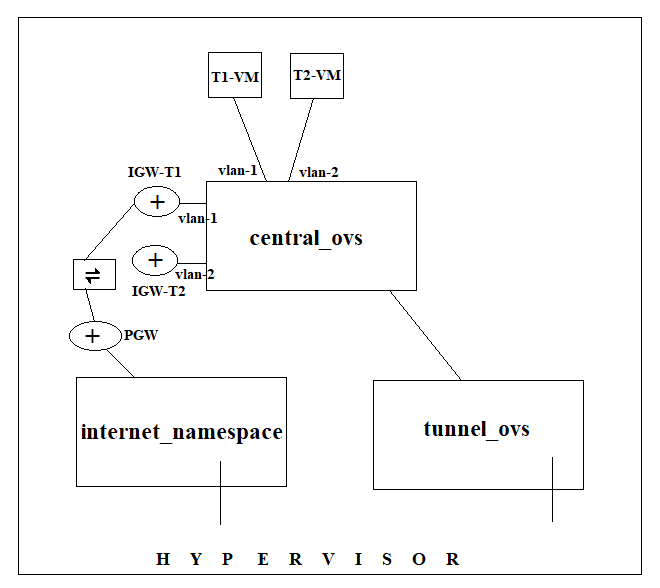 T1-VM
T2-VM
vlan-1
vlan-2
IGW-T1
vlan-1
central_ovs
vlan-2
IGW-T2
PGW
internet_namespace
tunnel_ovs
H Y P E R V I S O R